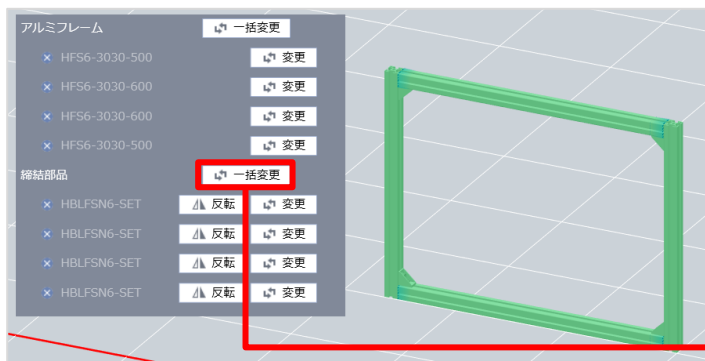 アルミフレーム 一括変更
HFS6-3030-500 変更
HFS6-3030-600 変更
HFS6-3030-600 変更
HFS6-3030-500 変更
締結部品 一括変更
HBLFSN6-SET 反転 変更
HBLFSN6-SET 反転 変更
HBLFSN6-SET 反転 変更
HBLFSN6-SET 反転 変更